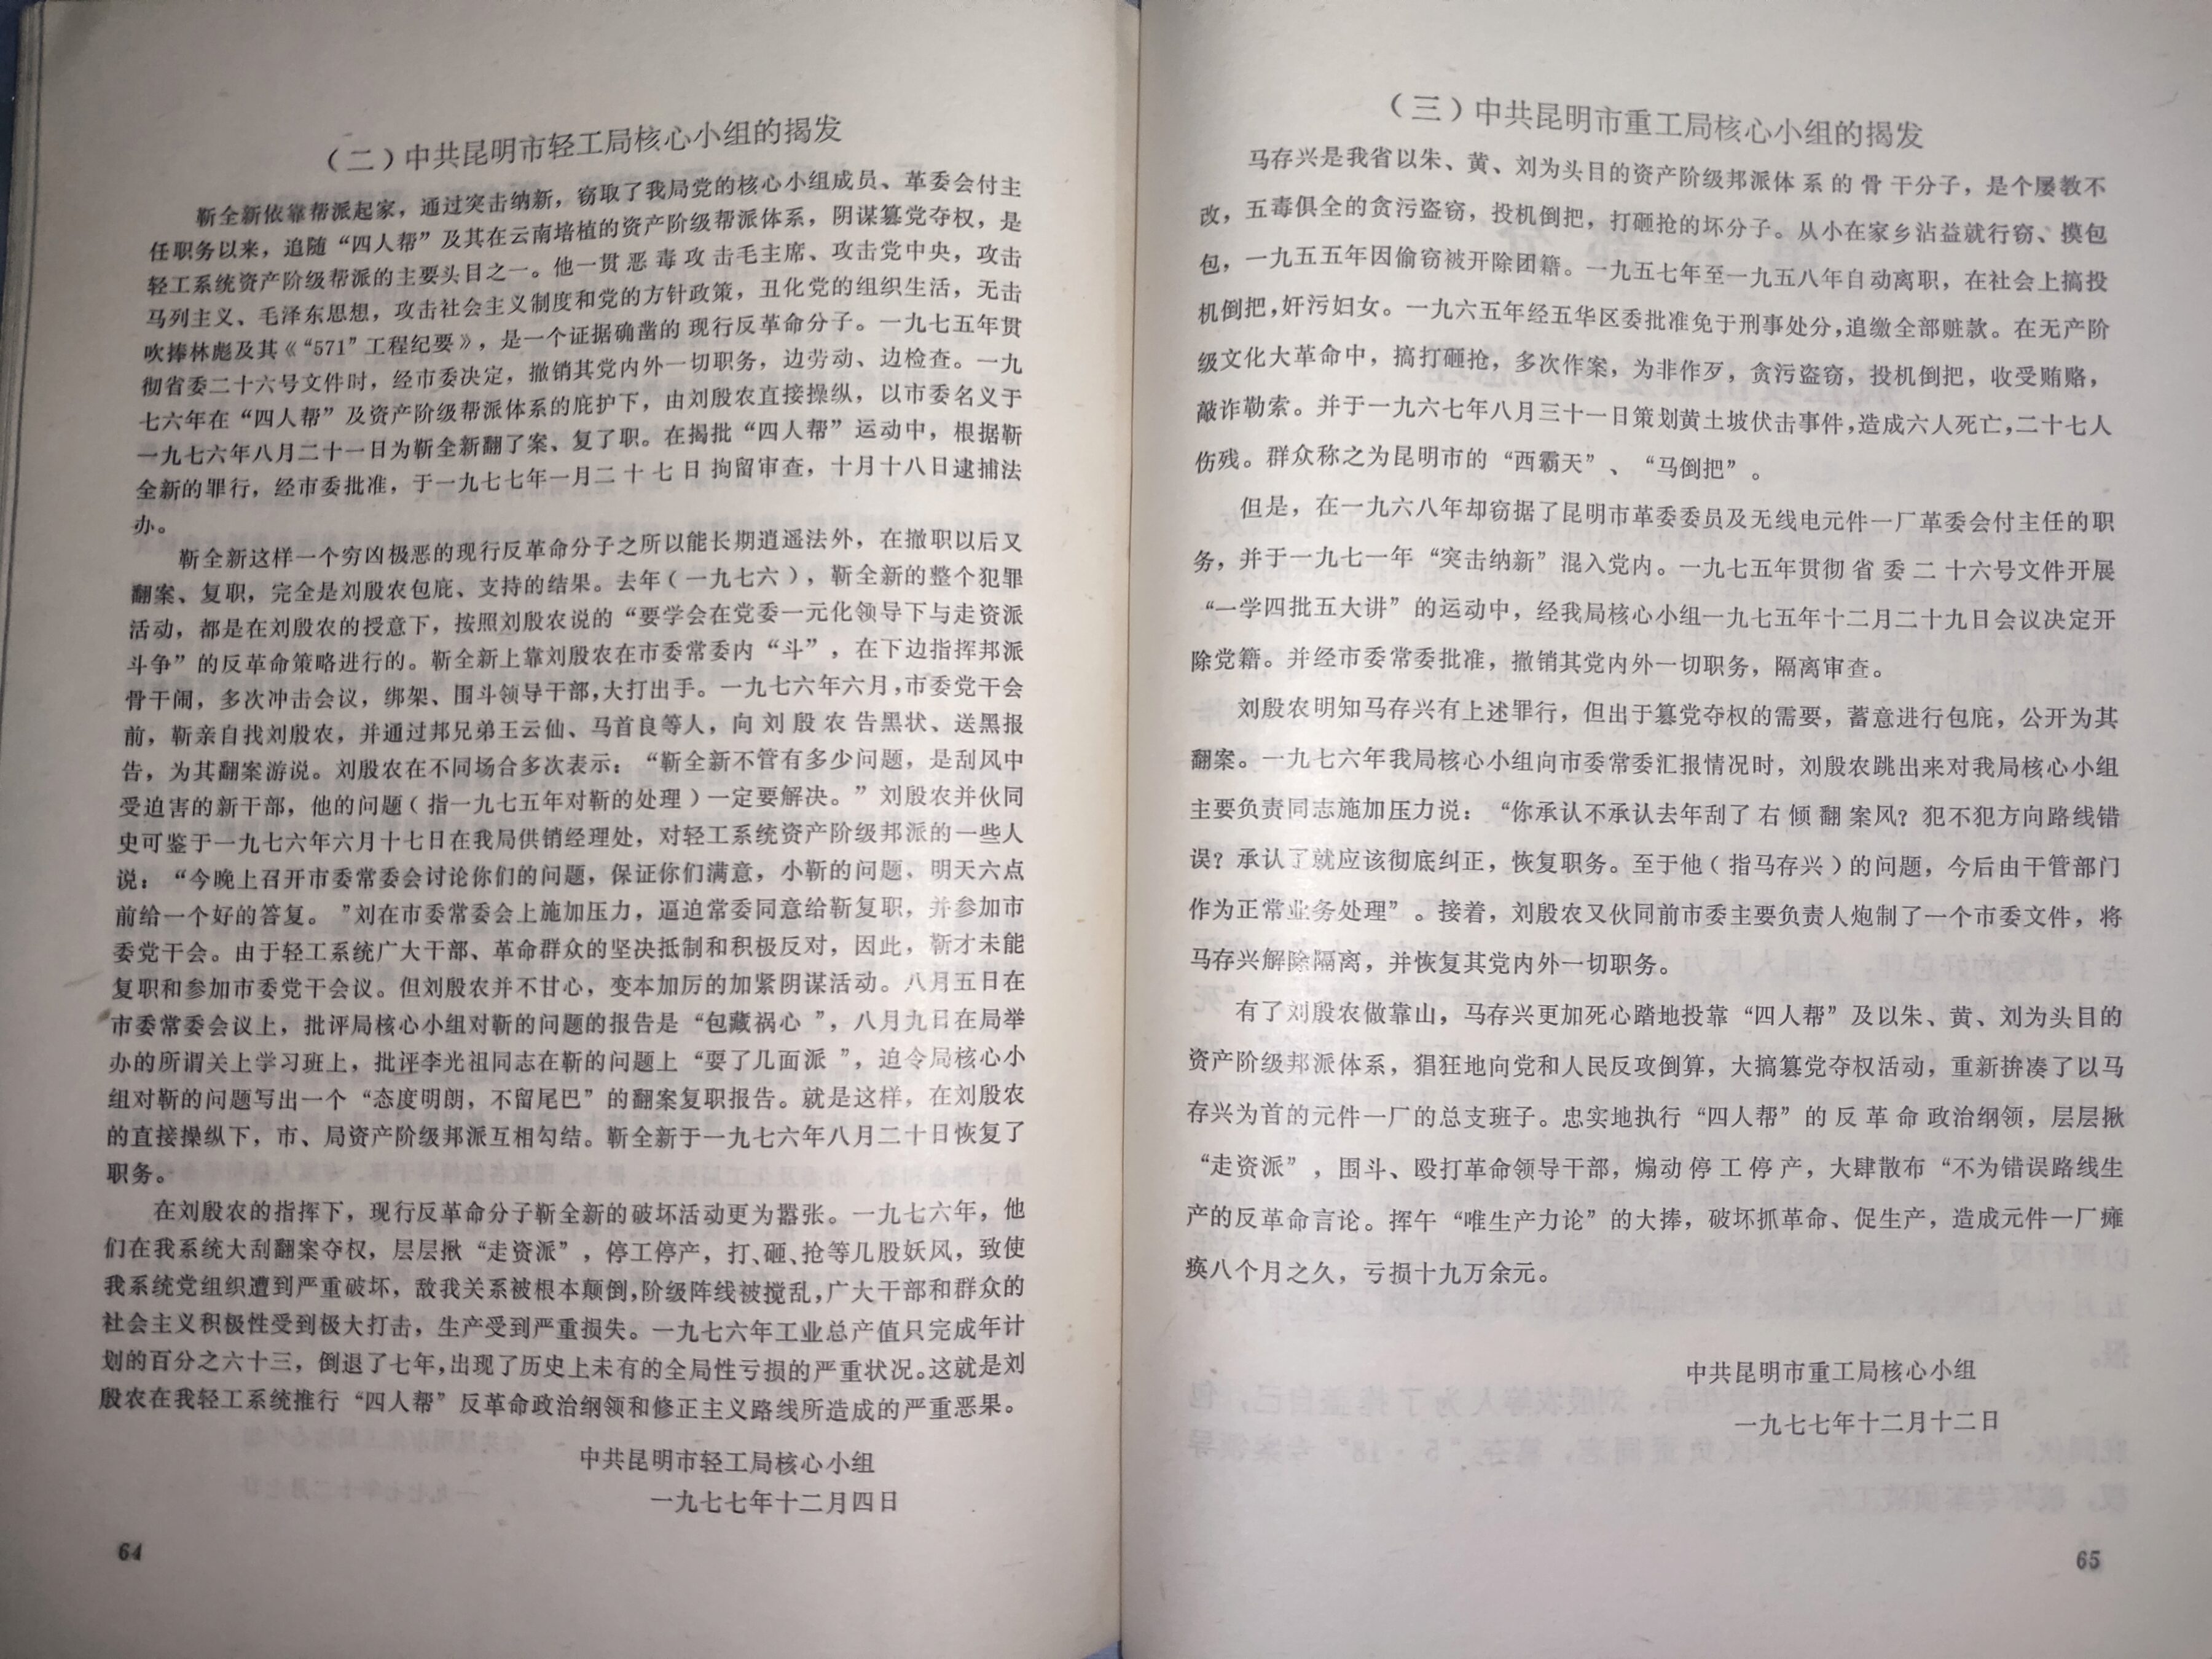 （二）中共昆明市轻工局核心小组的揭发
靳全新依靠帮派起家，通过突击纳新，窃取了我局党的核心小组成员、革委会付主
任职务以来，追随“四人帮”及其在云南培植的资产阶级帮派体系，阴谋篡党夺权，是
轻工系统资产阶级帮派的主要头目之一。他一贯恶毒攻击毛主席、攻击党中央，攻击
马列主义、毛泽东思想，攻击社会主义制度和党的方针政策，丑化党的组织生活，无击
吹捧林彪及其《“571”工程纪要》，是一个证据确凿的现行反革命分子。一九七五年贯
彻省委二十六号文件时，经市委决定，撤销其党内外一切职务，边劳动、边检查。一九
七六年在“四人帮”及资产阶级帮派体系的庇护下，由刘殷农直接操纵，以市委名义于
一九七六年八月二十一日为靳全新翻了案、复了职。在揭批“四人帮”运动中，根据靳
全新的罪行，经市委批准，于一九七七年一月二十七日拘留审查，十月十八日逮捕法
办。
靳全新这样一个穷凶极恶的现行反革命分子之所以能长期逍遥法外，在撤职以后又
翻案、复职，完全是刘殷农包庇、支持的结果。去年（一九七六），靳全新的整个犯罪
活动，都是在刘殷农的授意下，按照刘殷农说的“要学会在党委一元化领导下与走资派
斗争”的反革命策略进行的。靳全新上靠刘殷农在市委常委内“斗”，在下边指挥邦派
骨干闹，多次冲击会议，绑架、围斗领导干部，大打出手。一九七六年六月，市委党干会
前，靳亲自找刘殷农，并通过邦兄弟王云仙、马首良等人，向刘殷农告黑状、送黑报
告，为其翻案游说。刘殷农在不同场合多次表示：“靳全新不管有多少问题，是刮风中
受迫害的新干部，他的问题（指一九七五年对靳的处理）一定要解决。”刘殷农并伙同
史可鉴于一九七六年六月十七日在我局供销经理处，对轻工系统资产阶级邦派的一些人
说：“今晚上召开市委常委会讨论你们的问题，保证你们满意，小靳的问题，明天六点
前给一个好的答复。”刘在市委常委会上施加压力，逼迫常委同意给靳复职，并参加市
委党干会。由于轻工系统广大干部、革命群众的坚决抵制和积极反对，因此，靳才未能
复职和参加市委党干会议。但刘殷农并不甘心，变本加厉的加紧阴谋活动。八月五日在
市委常委会议上，批评局核心小组对靳的问题的报告是“包藏祸心”，八月九日在局举
办的所谓关上学习班上，批评李光祖同志在靳的问题上“耍了几面派”，迫令局核心小
组对靳的问题写出一个“态度明朗，不留尾巴”的翻案复职报告。就是这样，在刘殷农
的直接操纵下，市、局资产阶级邦派互相勾结。靳全新于一九七六年八月二十日恢复了
职务。
在刘殷农的指挥下，现行反革命分子靳全新的破坏活动更为嚣张。一九七六年，他
们在我系统大刮翻案夺权，层层揪“走资派”，停工停产，打、砸、抢等几股妖风，致使
我系统党组织遭到严重破坏，敌我关系被根本颠倒，阶级阵线被搅乱，广大干部和群众的
社会主义积极性受到极大打击，生产受到严重损失。一九七六年工业总产值只完成年计
划的百分之六十三，倒退了七年，出现了历史上未有的全局性亏损的严重状况。这就是刘
殷农在我轻工系统推行“四人帮”反革命政治纲领和修正主义路线所造成的严重恶果。
中共昆明市轻工局核心小组
一九七七年十二月四日
64
（三）中共昆明市重工局核心小组的揭发
马存兴是我省以朱、黄、刘为头目的资产阶级邦派体系的骨干分子，是个屡教不
改，五毒俱全的贪污盗窃，投机倒把，打砸抢的坏分子。从小在家乡沾益就行窃、摸包
包，一九五五年因偷窃被开除团籍。一九五七年至一九五八年自动离职，在社会上搞投
机倒把，奸污妇女。一九六五年经五华区委批准免于刑事处分，追缴全部赃款。在无产阶
级文化大革命中，搞打砸抢，多次作案，为非作歹，贪污盗窃，投机倒把，收受贿赂，
敲诈勒索。并于一九六七年八月三十一日策划黄土坡伏击事件，造成六人死亡，二十七人
伤残。群众称之为昆明市的“西霸天”、“马倒把”。
但是，在一九六八年却窃据了昆明市革委委员及无线电元件一厂革委会付主任的职
务，并于一九七一年“突击纳新”混入党内。一九七五年贯彻省委二十六号文件开展
“一学四批五大讲”的运动中，经我局核心小组一九七五年十二月二十九日会议决定开
除党籍。并经市委常委批准，撤销其党内外一切职务，隔离审查。
刘殷农明知马存兴有上述罪行，但出于篡党夺权的需要，蓄意进行包庇，公开为其
翻案。一九七六年我局核心小组向市委常委汇报情况时，刘殷农跳出来对我局核心小组
主要负责同志施加压力说：“你承认不承认去年刮了右倾翻案风？犯不犯方向路线错
误？承认了就应该彻底纠正，恢复职务。至于他（指马存兴）的问题，今后由干管部门
作为正常业务处理”。接着，刘殷农又伙同前市委主要负责人炮制了一个市委文件，将
马存兴解除隔离，并恢复其党内外一切职务。
有了刘殷农做靠山，马存兴更加死心踏地投靠“四人帮”及以朱、黄、刘为头目的
资产阶级邦派体系，猖狂地向党和人民反攻倒算，大搞篡党夺权活动，重新拚凑了以马
存兴为首的元件一厂的总支班子。忠实地执行“四人帮”的反革命政治纲领，层层揪
“走资派”，围斗、殴打革命领导干部，煽动停工停产，大肆散布“不为错误路线生
产的反革命言论。挥午“唯生产力论”的大捧，破坏抓革命、促生产，造成元件一厂瘫
痪八个月之久，亏损十九万余元。
中共昆明市重工局核心小组
一九七七年十二月十二日
65